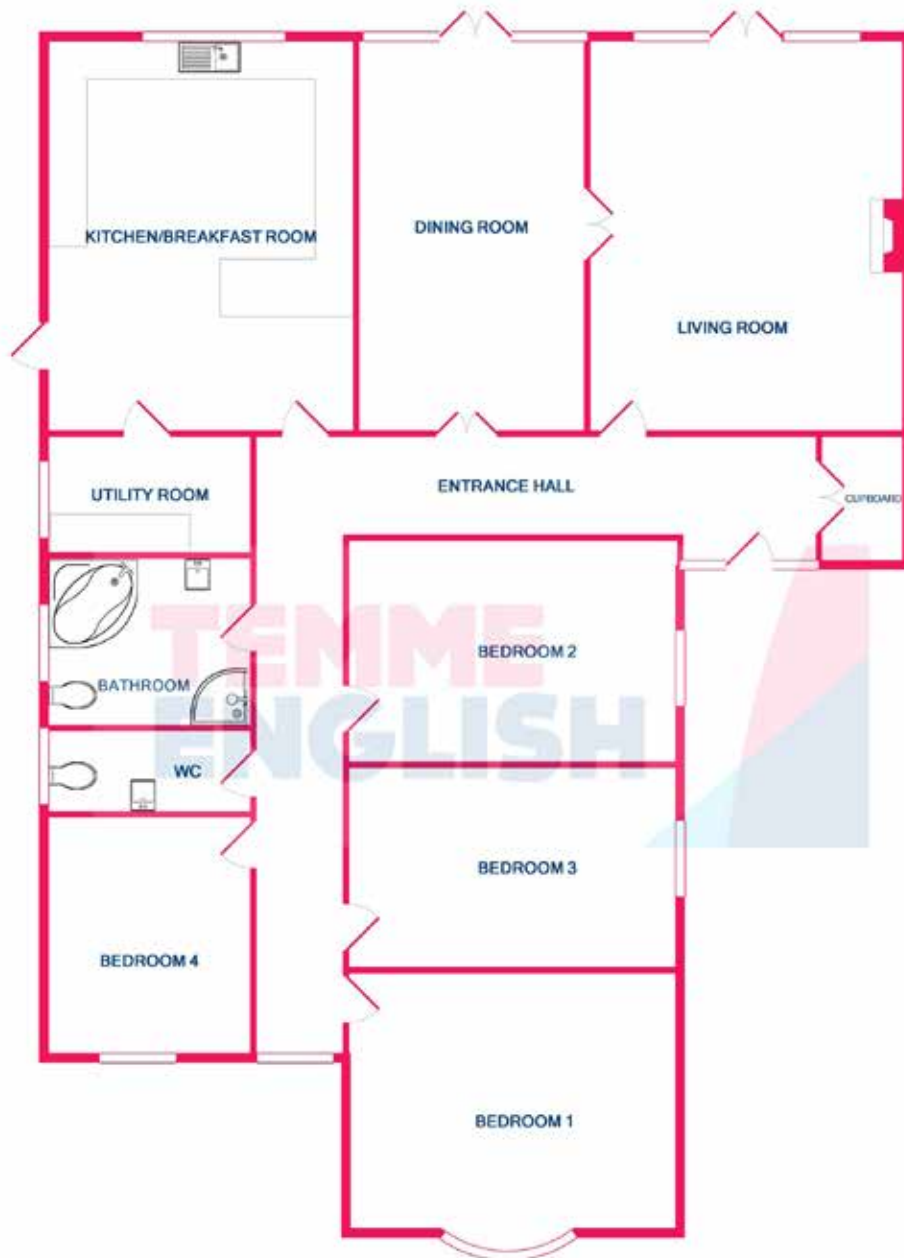 KITCHEN/BREAKFAST ROOM
DINING ROOM
LIVING ROOM
UTILITY ROOM
ENTRANCE HALL
CUPBOARD
BATHROOM
BEDROOM 2
TEMME
ENGLISH
WC
BEDROOM 3
BEDROOM 4
BEDROOM 1